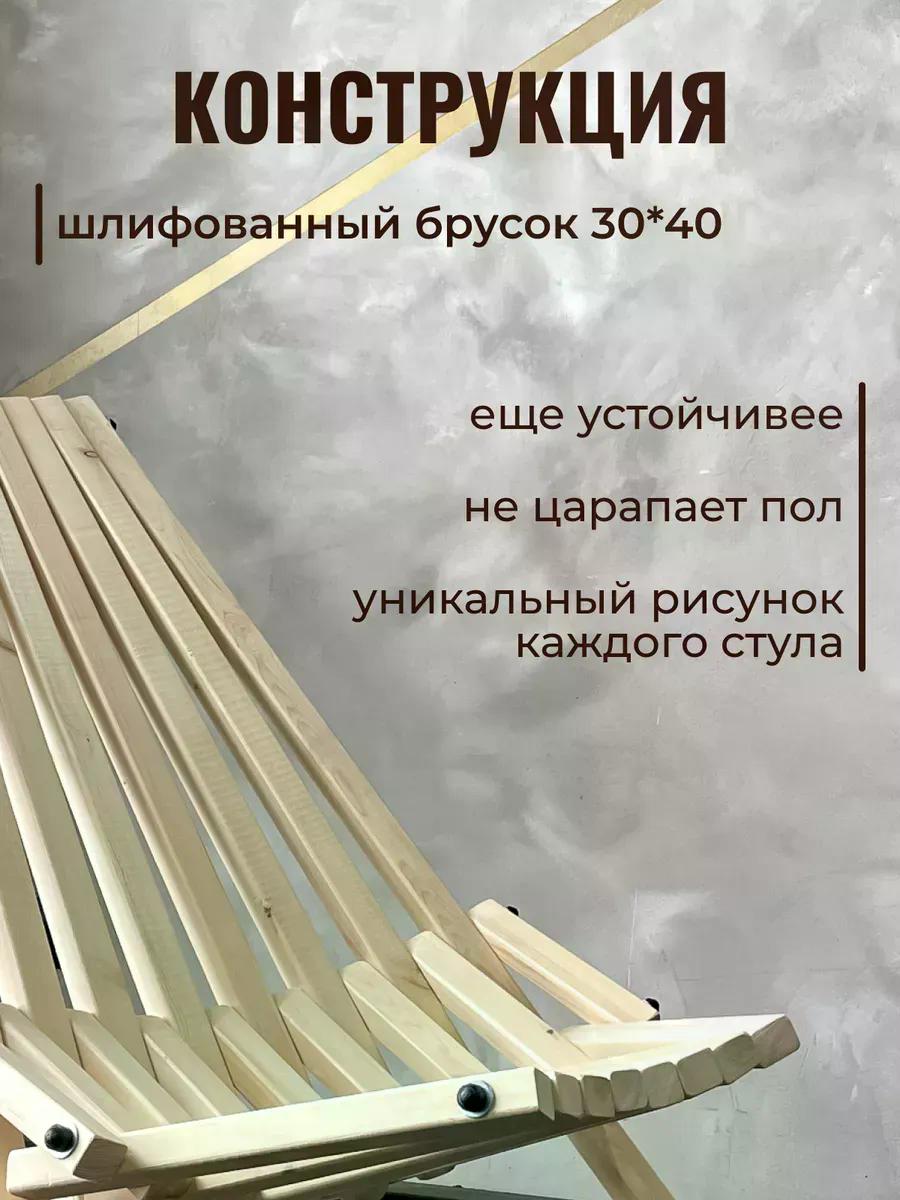 КОНСТРУКЦИЯ
шлифованный брусок 30*40
еще устойчивее
не царапает пол
уникальный рисунок
каждого стула